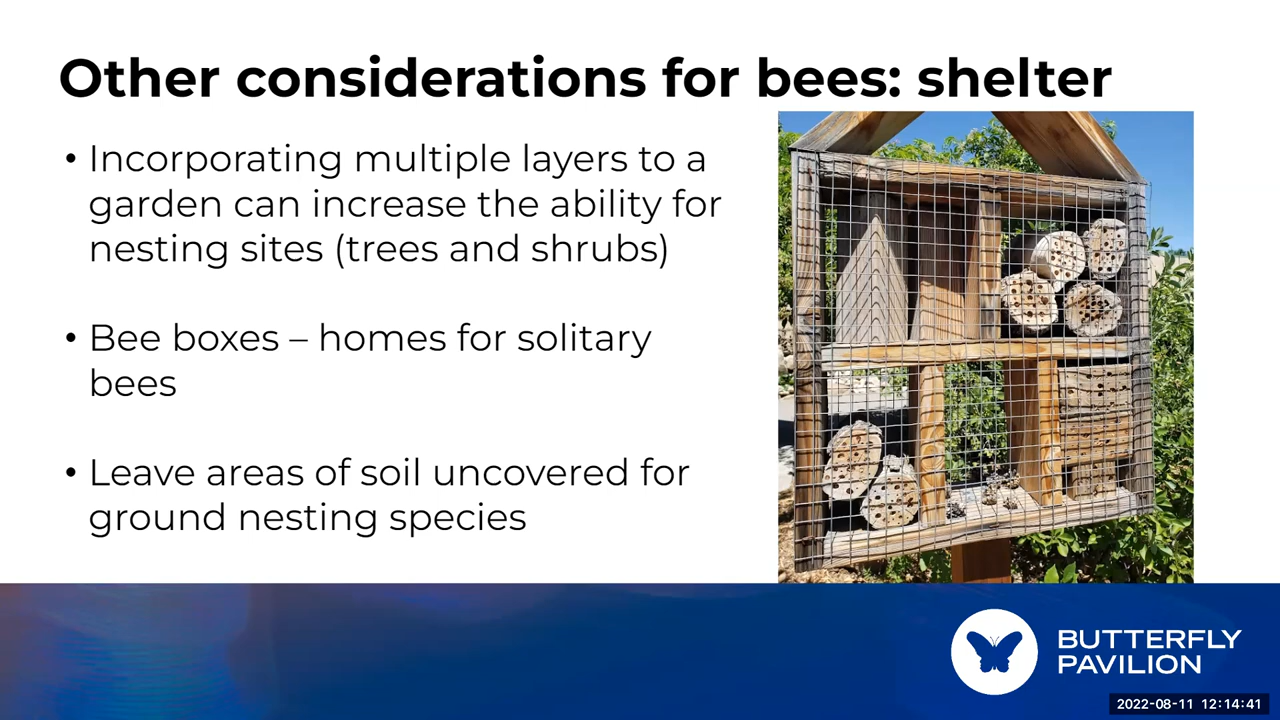 Other considerations for bees: shelter
• Incorporating multiple layers to a
garden can increase the ability for
nesting sites (trees and shrubs)
• Bee boxes – homes for solitary
bees
• Leave areas of soil uncovered for
ground nesting species
BUTTERFLY
PAVILION
2022-08-11 12:14:41